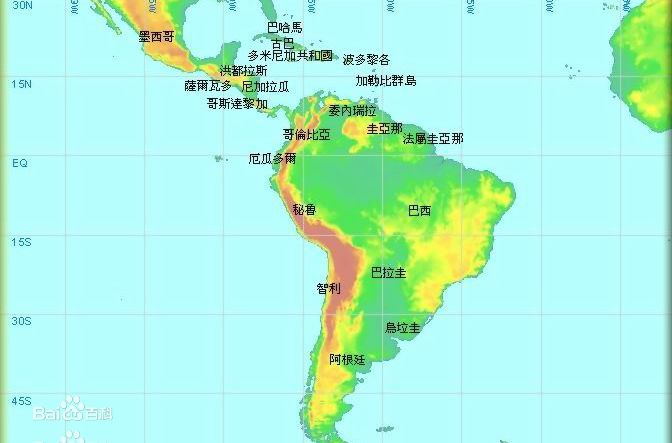 30N
巴哈馬
墨西哥
古巴
多米尼加共和國
波多黎各
洪都拉斯
15N
薩爾瓦多
尼加拉瓜
加勒比群島
哥斯達黎加
委內瑞拉
圭亞那
哥倫比亞
法屬圭亞那
EQ
厄瓜多爾
秘魯
巴西
15S
巴拉圭
智利
30S
烏拉圭
阿根廷
45S
Baidu百科